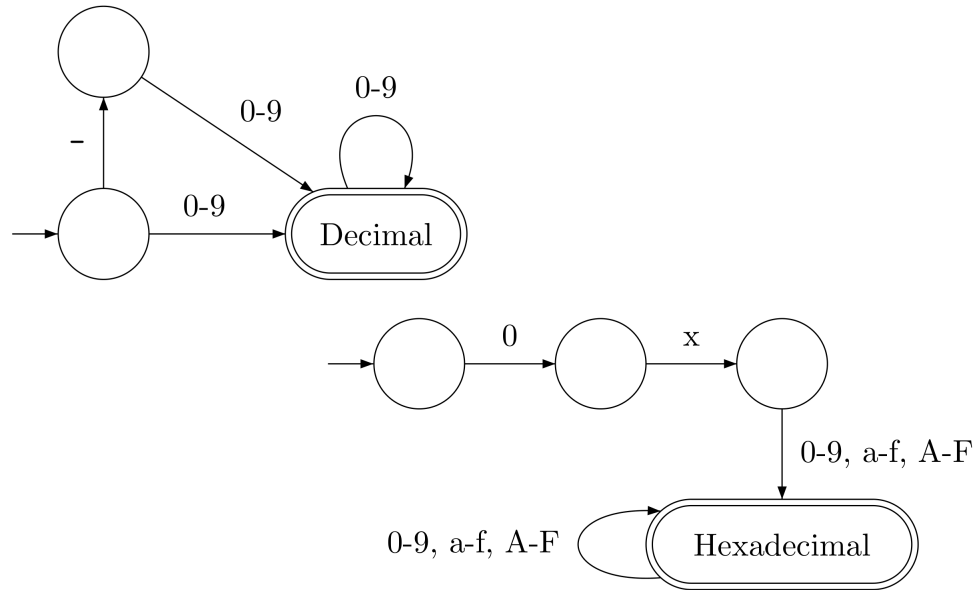 0-9
0-9
-
0-9
Decimal
0
x
0-9, a-f, A-F
0-9, a-f, A-F
Hexadecimal